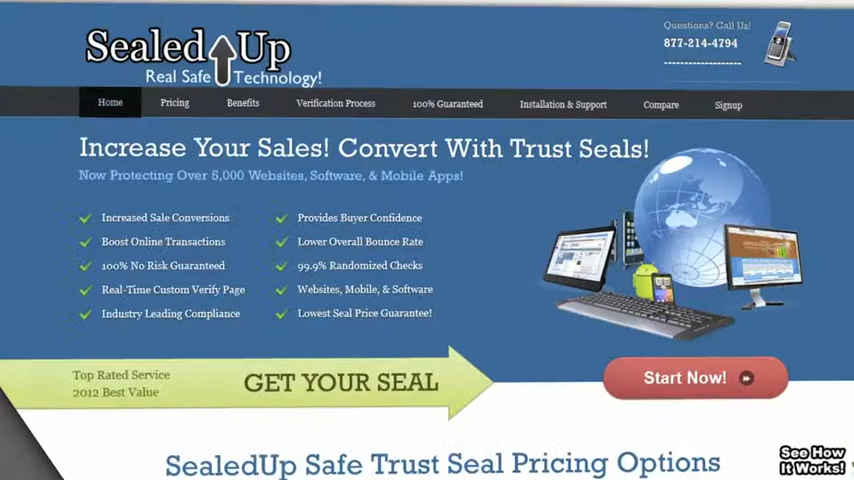 Sealed Up
Real Safe Technology!
Questions? Call Us!
877-214-4794
Home Pricing Benefits Verification Process 100% Guaranteed Installation & Support Compare Signup
Increase Your Sales! Convert With Trust Seals!
Now Protecting Over 5,000 Websites, Software, & Mobile Apps!
Increased Sale Conversions Provides Buyer Confidence
Boost Online Transactions Lower Overall Bounce Rate
100% No Risk Guaranteed 99.9% Randomized Checks
Real-Time Custom Verify Page Websites, Mobile, & Software
Industry Leading Compliance Lowest Seal Price Guarantee!
Top Rated Service
2012 Best Value
GET YOUR SEAL
Start Now!
SealedUp Safe Trust Seal Pricing Options
See How
It Works!